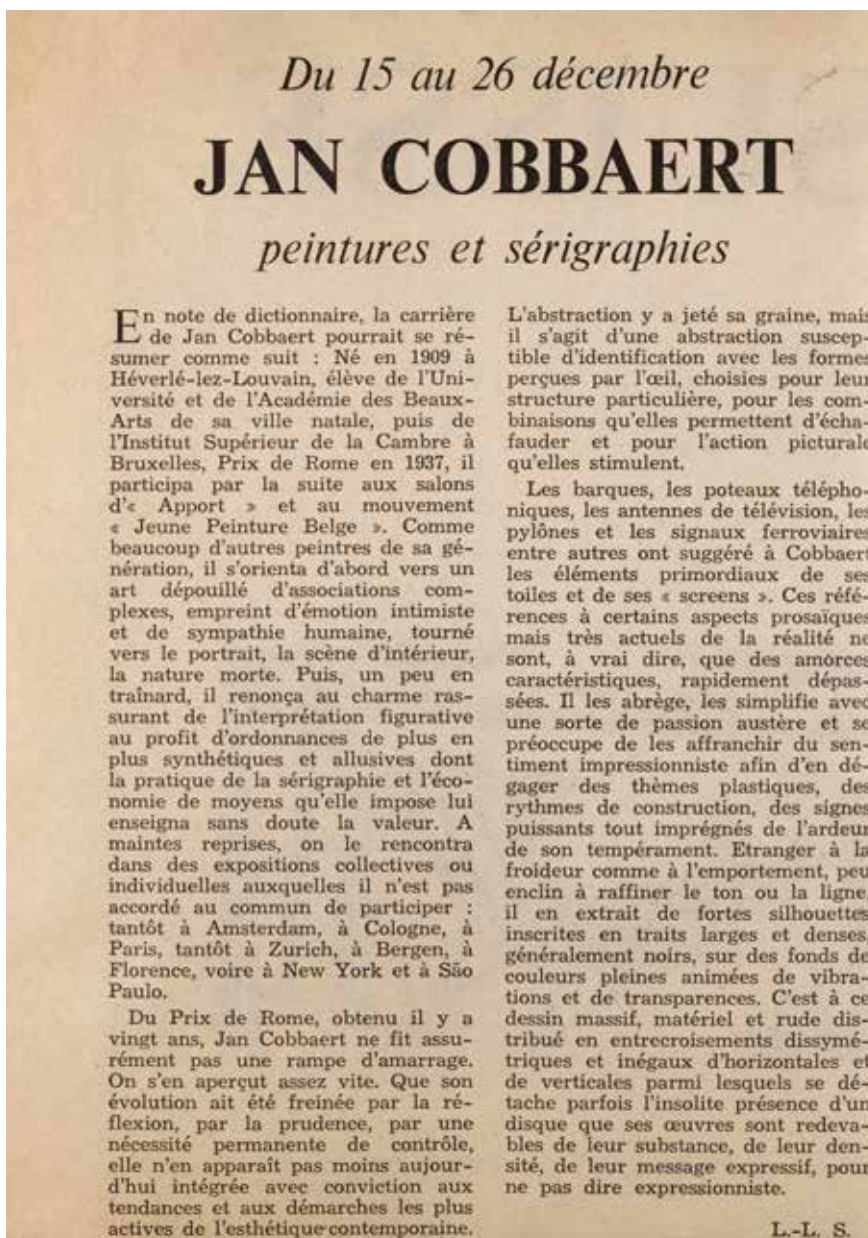 Du 15 au 26 décembre
JAN COBBAERT
peintures et sérigraphies
En note de dictionnaire, la carrière
de Jan Cobbaert pourrait se ré-
sumer comme suit : Né en 1909 à
Héverlé-lez-Louvain, élève de l'Uni-
versité et de l'Académie des Beaux-
Arts de sa ville natale, puis de
l'Institut Supérieur de la Cambre à
Bruxelles, Prix de Rome en 1937, il
participa par la suite aux salons
d'« Apport » et au mouvement
« Jeune Peinture Belge ». Comme
beaucoup d'autres peintres de sa gé-
nération, il s'orienta d'abord vers un
art dépouillé d'associations com-
plexes, empreint d'émotion intimiste
et de sympathie humaine, tourné
vers le portrait, la scène d'intérieur,
la nature morte. Puis, un peu en
traînard, il renonça au charme ras-
surant de l'interprétation figurative
au profit d'ordonnances de plus en
plus synthétiques et allusives dont
la pratique de la sérigraphie et l'éco-
nomie de moyens qu'elle impose lui
enseigna sans doute la valeur. A
maintes reprises, on le rencontra
dans des expositions collectives ou
individuelles auxquelles il n'est pas
accordé au commun de participer :
tantôt à Amsterdam, à Cologne, à
Paris, tantôt à Zurich, à Bergen, à
Florence, voire à New York et à São
Paulo.
Du Prix de Rome, obtenu il y a
vingt ans, Jan Cobbaert ne fit assu-
rément pas une rampe d'amarrage.
On s'en aperçut assez vite. Que son
évolution ait été freinée par la ré-
flexion, par la prudence, par une
nécessité permanente de contrôle,
elle n'en apparaît pas moins aujour-
d'hui intégrée avec conviction aux
tendances et aux démarches les plus
actives de l'esthétique contemporaine.
L'abstraction y a jeté sa graine, mais
il s'agit d'une abstraction suscep-
tible d'identification avec les formes
perçues par l'œil, choisies pour leur
structure particulière, pour les com-
binaisons qu'elles permettent d'écha-
fauder et pour l'action picturale
qu'elles stimulent.
Les barques, les poteaux télépho-
niques, les antennes de télévision, les
pylônes et les signaux ferroviaires
entre autres ont suggéré à Cobbaert
les éléments primordiaux de ses
toiles et de ses « screens ». Ces réfé-
rences à certains aspects prosaïques
mais très actuels de la réalité ne
sont, à vrai dire, que des amorces
caractéristiques, rapidement dépas-
sées. Il les abrège, les simplifie avec
une sorte de passion austère et se
préoccupe de les affranchir du sen-
timent impressionniste afin d'en dé-
gager des thèmes plastiques, des
rythmes de construction, des signes
puissants tout imprégnés de l'ardeur
de son tempérament. Etranger à la
froideur comme à l'emportement, peu
enclin à raffiner le ton ou la ligne,
il en extrait de fortes silhouettes
inscrites en traits larges et denses,
généralement noirs, sur des fonds de
couleurs pleines animées de vibra-
tions et de transparences. C'est à ce
dessin massif, matériel et rude dis-
tribué en entrecroisements dissymé-
triques et inégaux d'horizontales et
de verticales parmi lesquels se dé-
tache parfois l'insolite présence d'un
disque que ses œuvres sont redeva-
bles de leur substance, de leur den-
sité, de leur message expressif, pour
ne pas dire expressionniste.
L.-L. S.